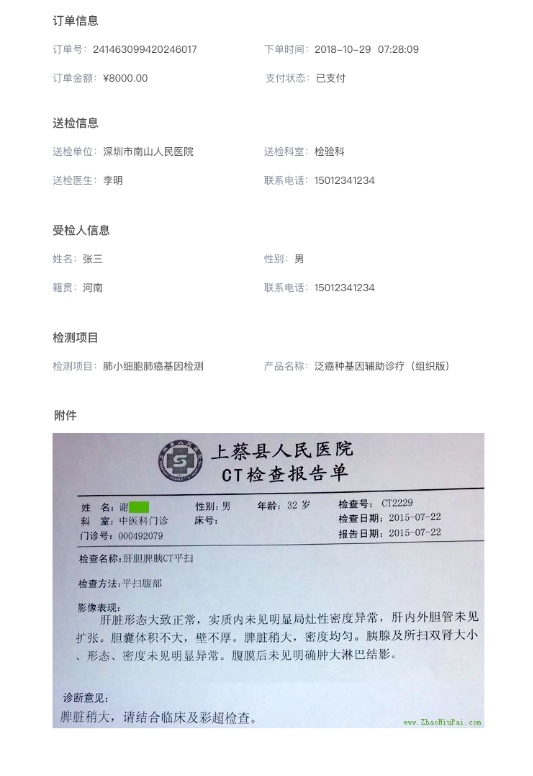 订单信息
订单号：241463099420246017 下单时间：2018-10-29 07:28:09
订单金额：¥8000.00 支付状态：已支付
送检信息
送检单位：深圳市南山人民医院 送检科室：检验科
送检医生：李明 联系电话：15012341234
受检人信息
姓名：张三 性别：男
籍贯：河南 联系电话：15012341234
检测项目
检测项目：肺小细胞肺癌基因检测 产品名称：泛癌种基因辅助诊疗（组织版）
附件
上蔡县人民医院
CT检查报告单
姓 名：谢 性别：男 年龄：32 岁 检查号：CT2229
科 室：中医科门诊 床号： 检查日期：2015-07-22
门诊号：000492079 报告日期：2015-07-22
检查名称：肝胆脾胰CT平扫
检查方法：平扫腹部
影像表现：
肝脏形态大致正常，实质内未见明显局灶性密度异常，肝内外胆管未见
扩张。胆囊体积不大，壁不厚。脾脏稍大，密度均匀。胰腺及所扫双肾大小
、形态、密度未见明显异常。腹膜后未见明确肿大淋巴结影。
诊断意见：
脾脏稍大，请结合临床及彩超检查。
www.ZhaoNiuPai.com